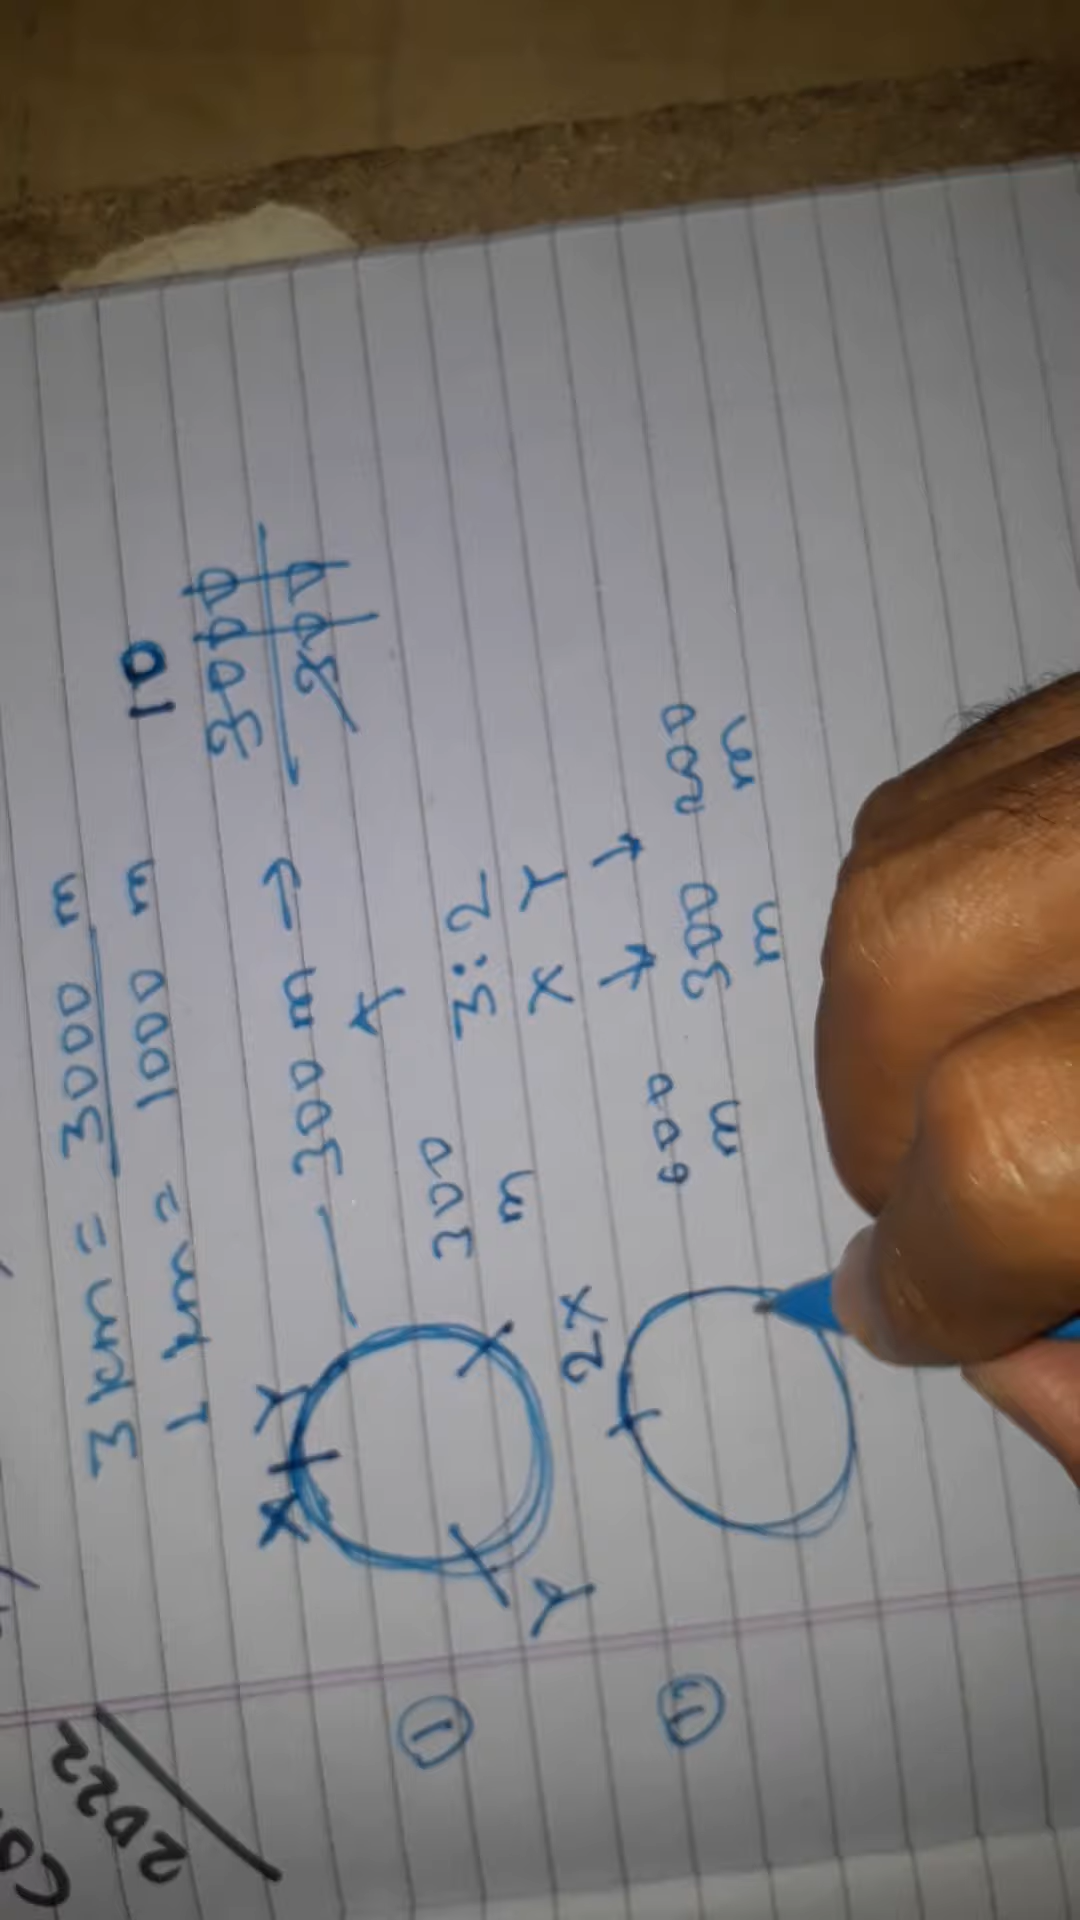 3 km = 3000 m
1 km = 1000 m
10
X Y
300 m → 3000
300
Y
① 300 m
3:2
X Y
2X
② 600 m 300 m 200 m
2022